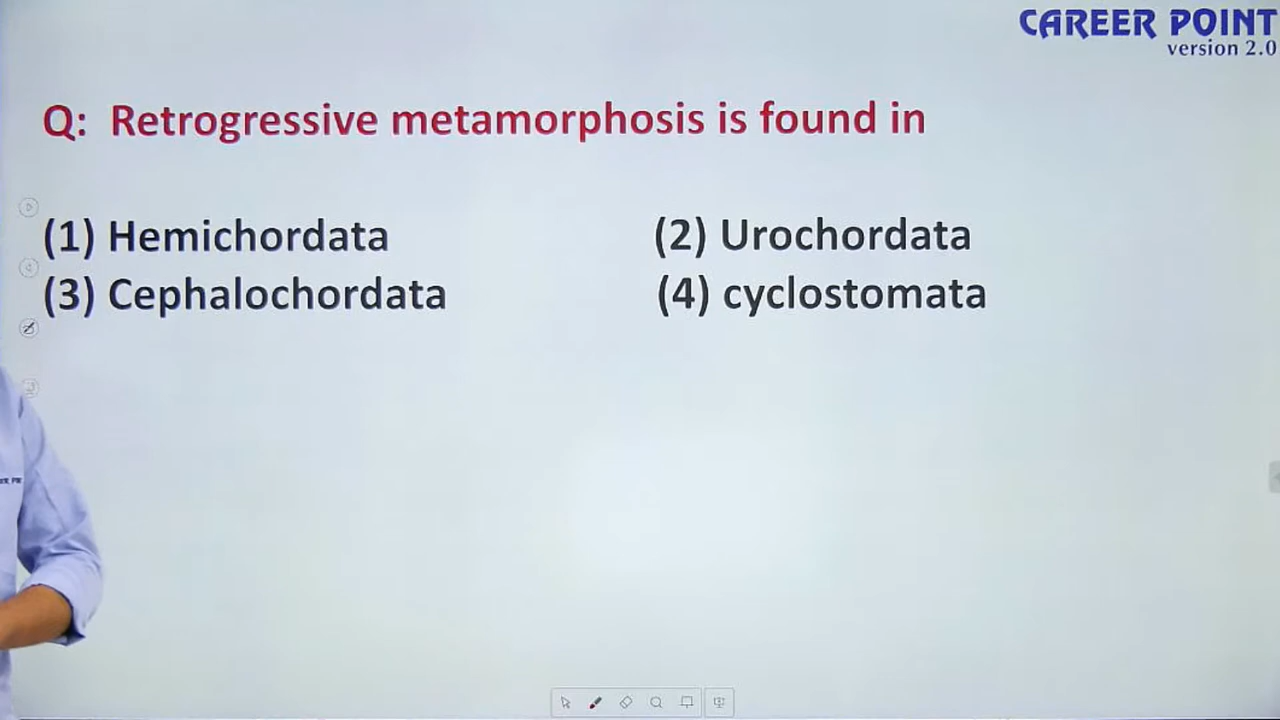 CAREER POINT
version 2.0
Q: Retrogressive metamorphosis is found in
(1) Hemichordata (2) Urochordata
(3) Cephalochordata (4) cyclostomata